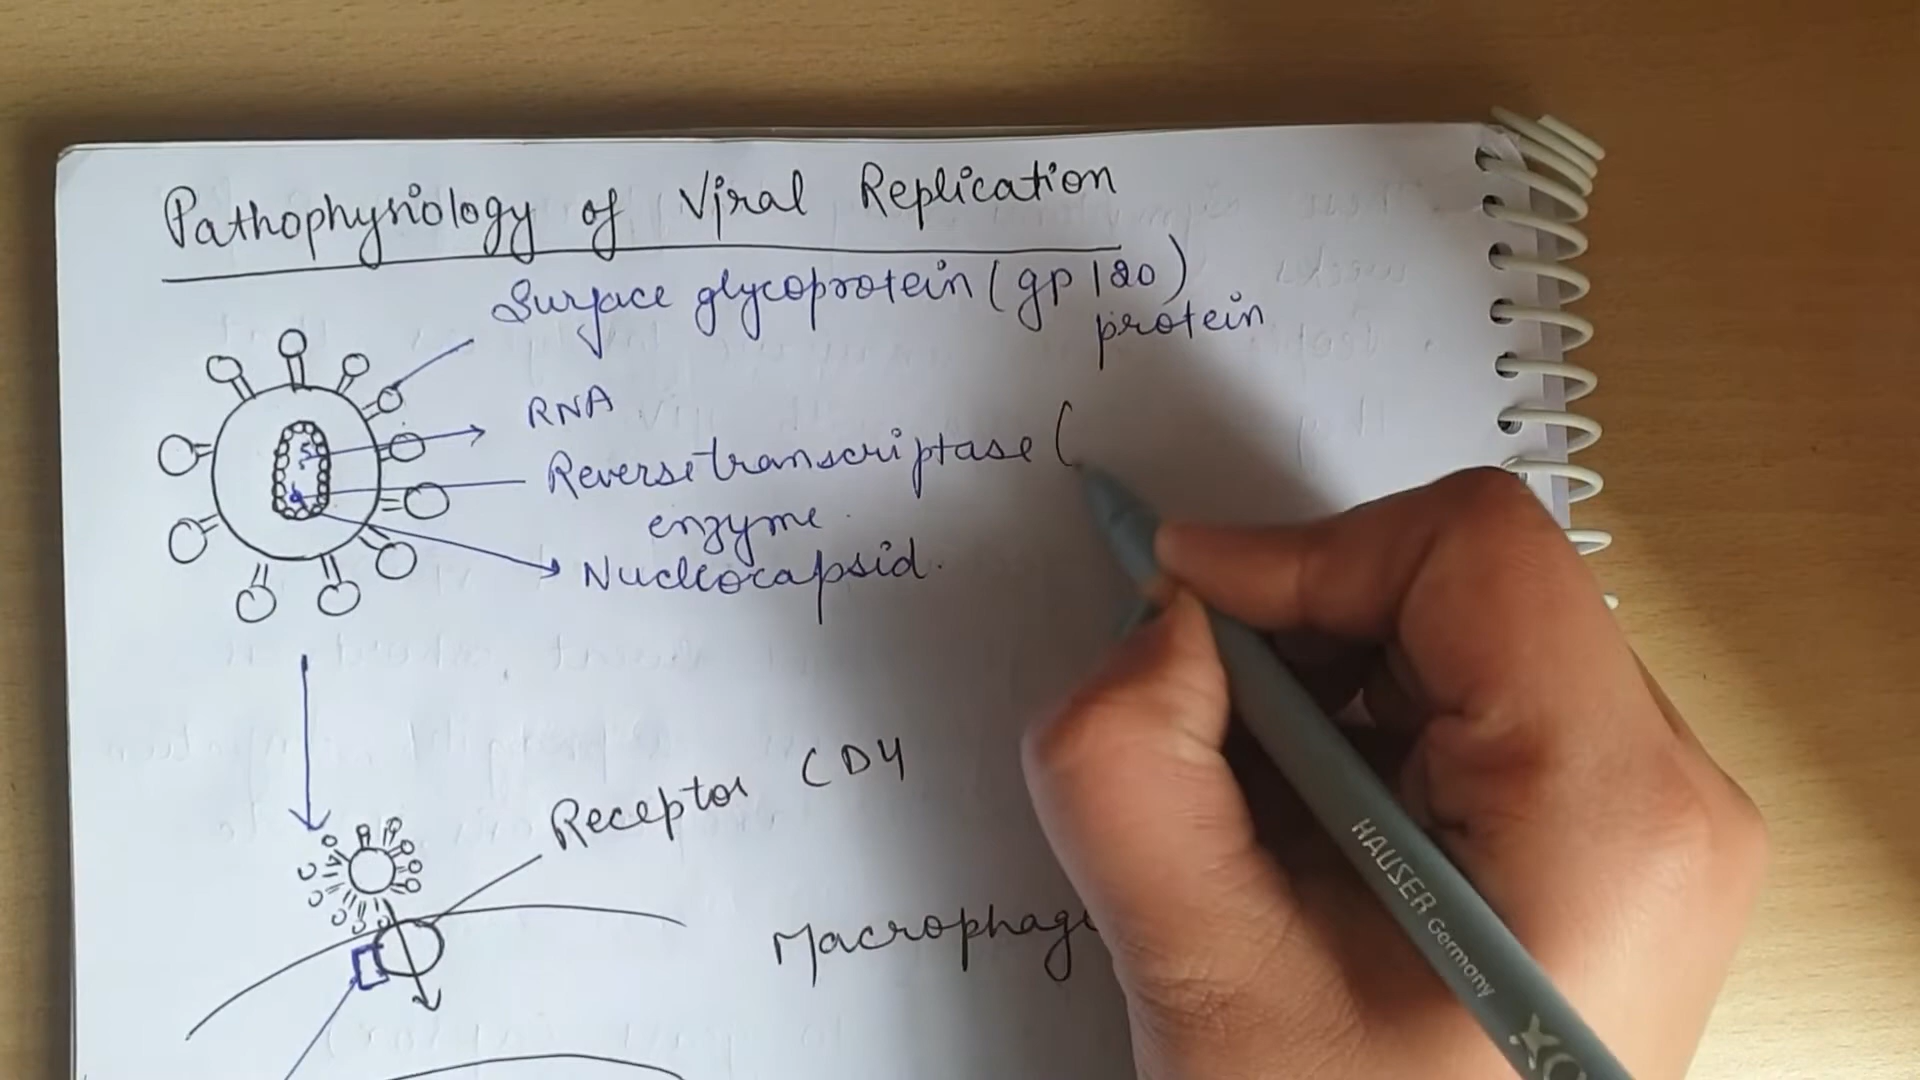 Pathophysiology of Viral Replication
Surface glycoprotein (gp 120)
protein
RNA
Reverse transcriptase (
enzyme.
Nucleocapsid.
Receptor CD4
Macrophage
HAUSER Germany
XO